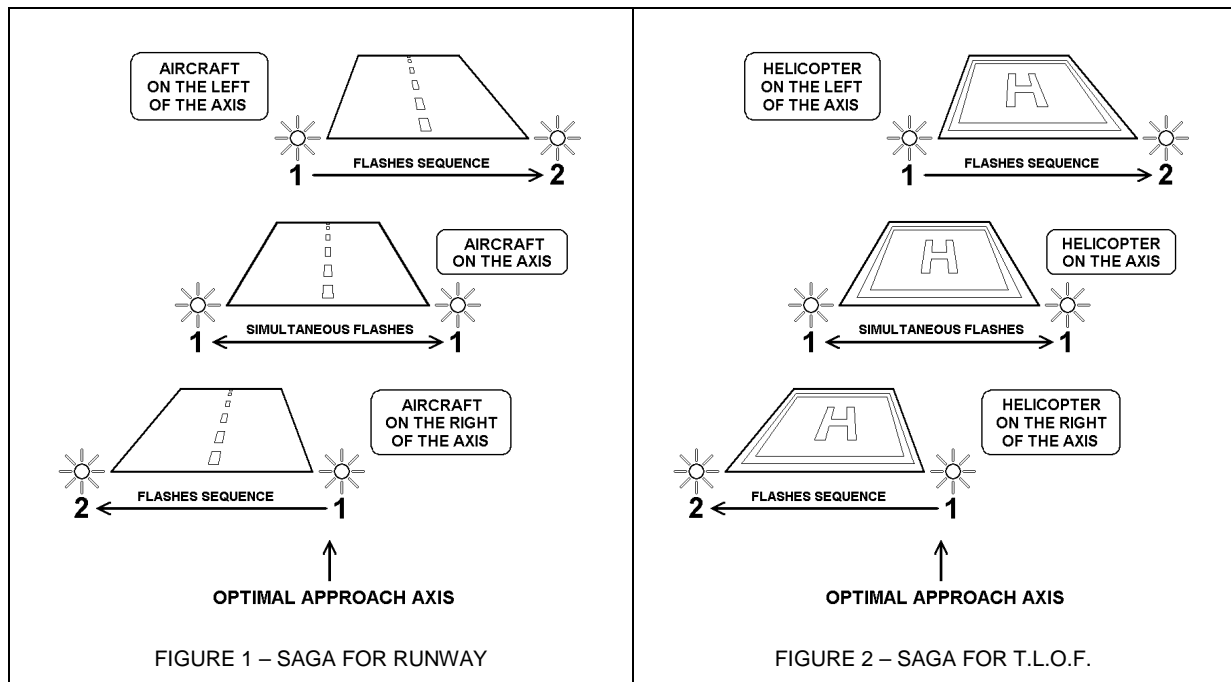 AIRCRAFT
ON THE LEFT
OF THE AXIS
FLASHES SEQUENCE
1
2
AIRCRAFT
ON THE AXIS
SIMULTANEOUS FLASHES
1
1
AIRCRAFT
ON THE RIGHT
OF THE AXIS
FLASHES SEQUENCE
2
1
OPTIMAL APPROACH AXIS
FIGURE 1 – SAGA FOR RUNWAY
HELICOPTER
ON THE LEFT
OF THE AXIS
H
FLASHES SEQUENCE
1
2
HELICOPTER
ON THE AXIS
H
SIMULTANEOUS FLASHES
1
1
HELICOPTER
ON THE RIGHT
OF THE AXIS
H
FLASHES SEQUENCE
2
1
OPTIMAL APPROACH AXIS
FIGURE 2 – SAGA FOR T.L.O.F.